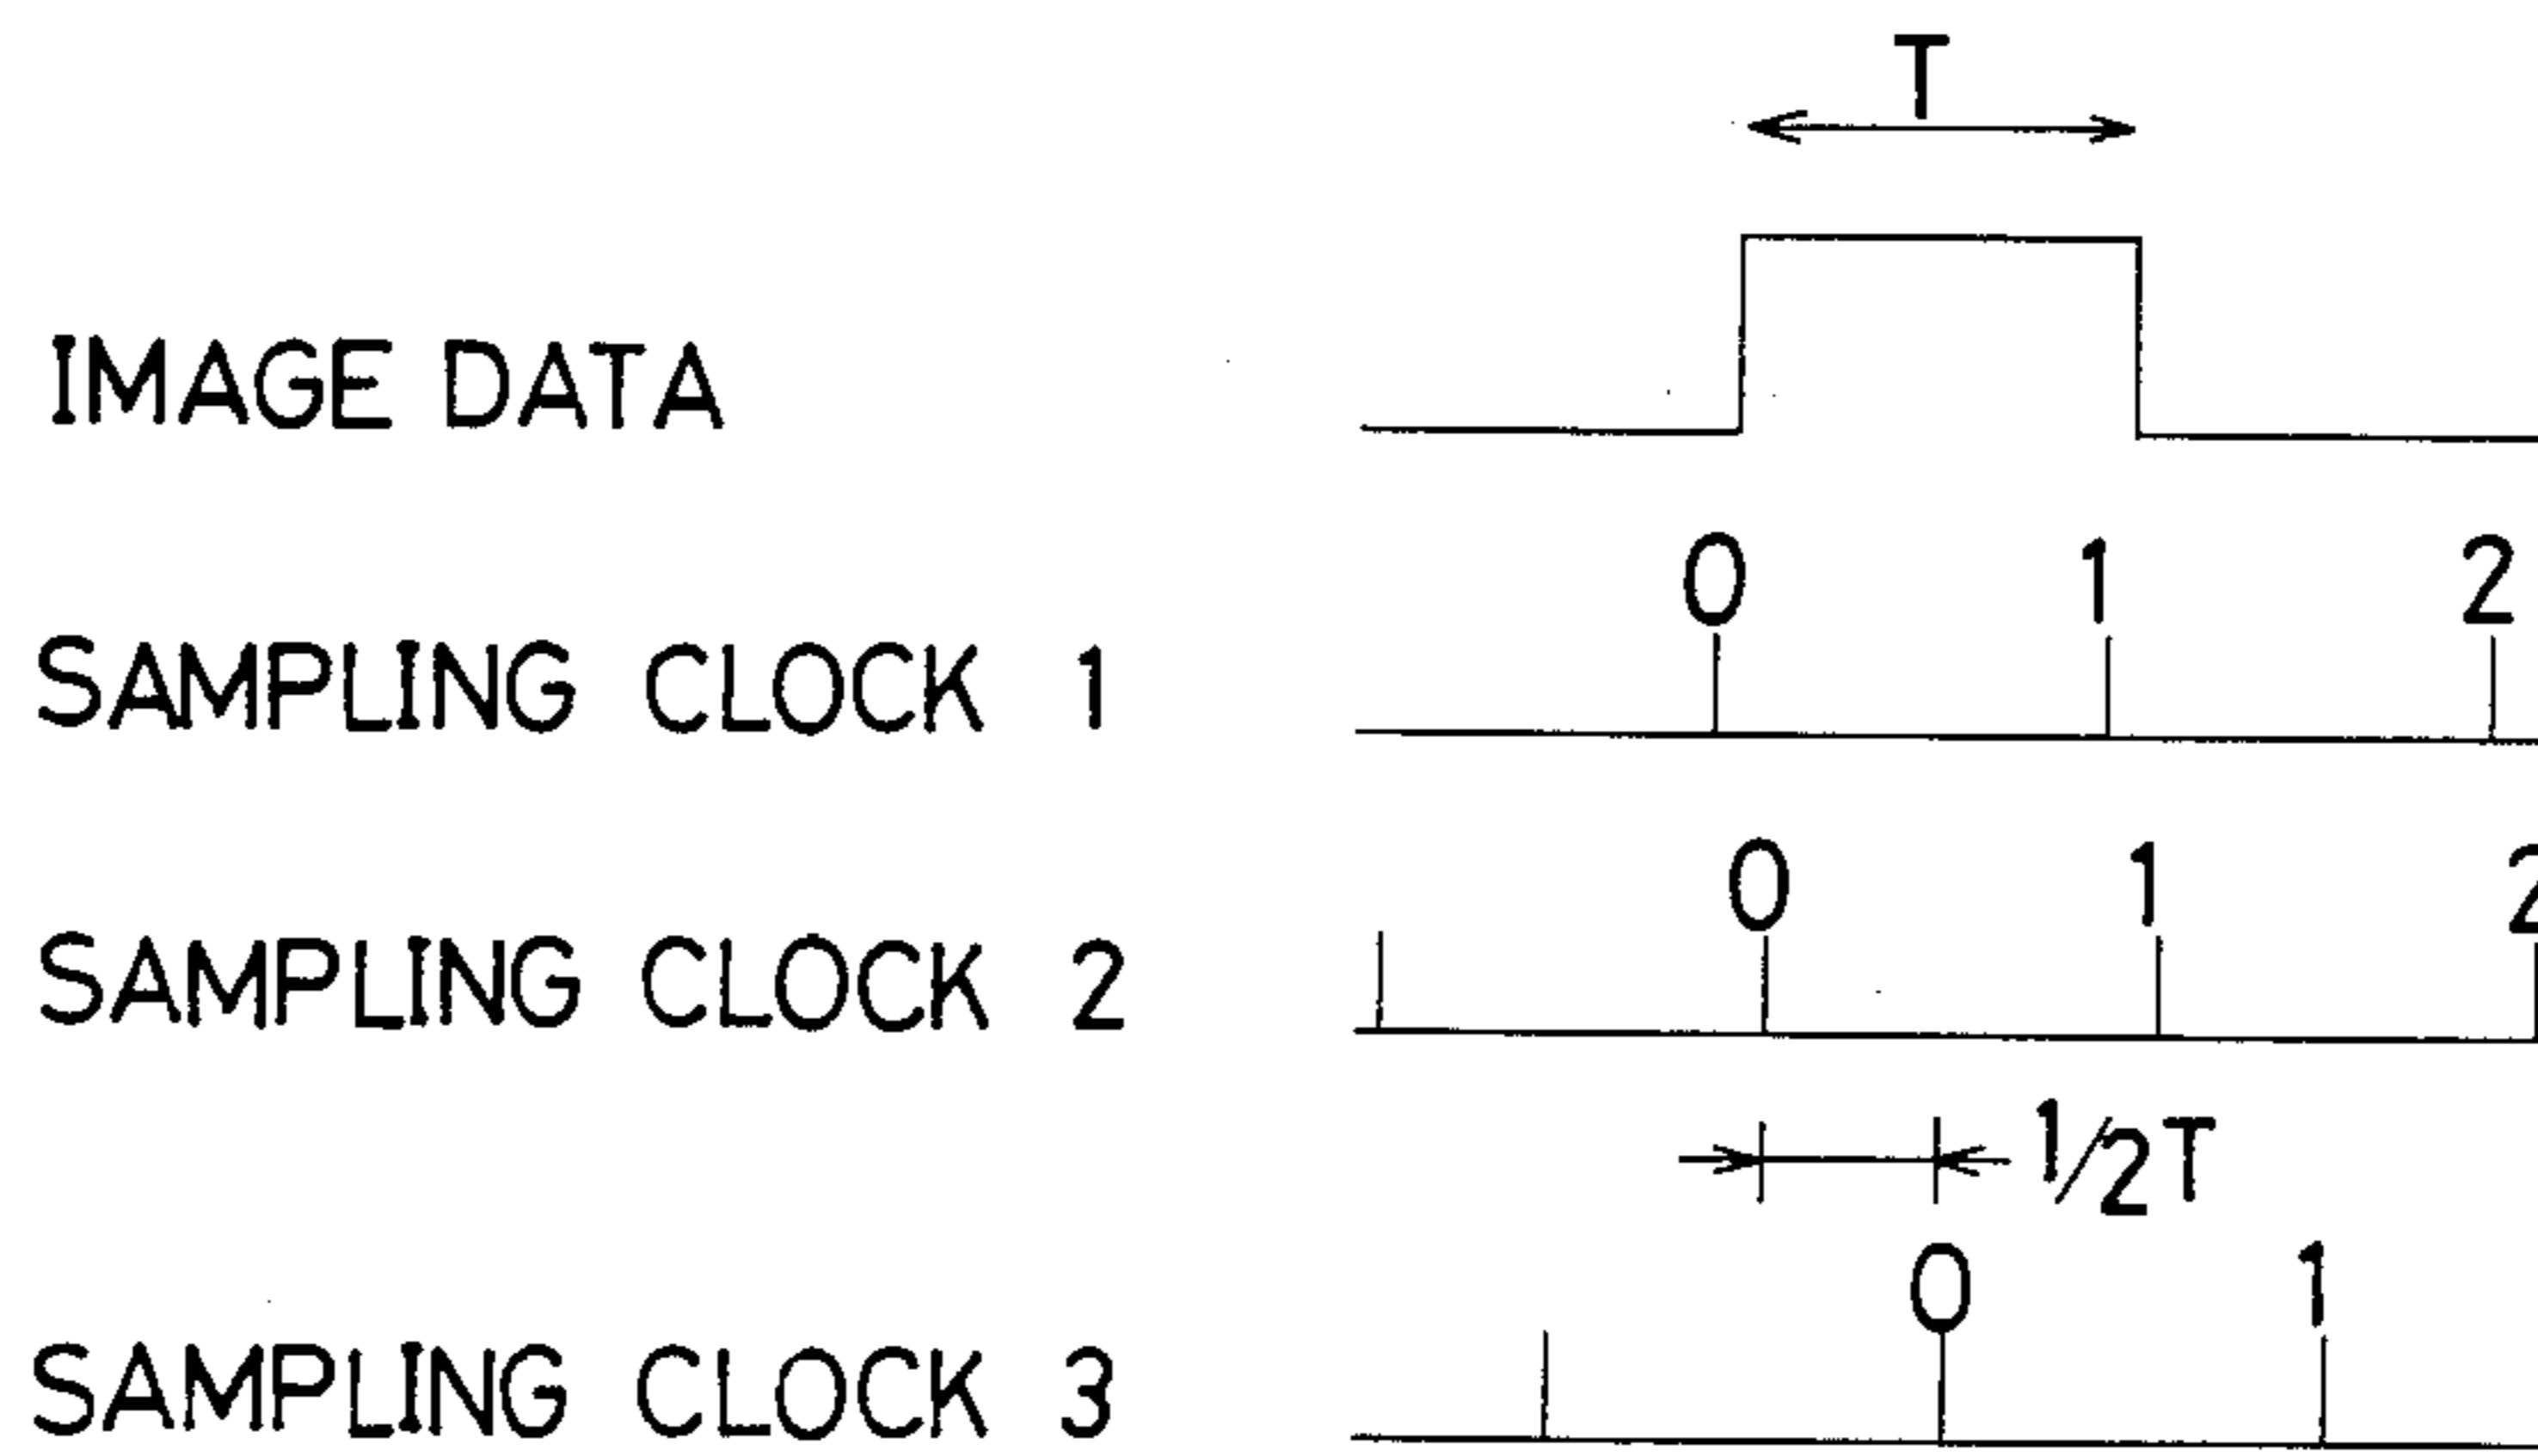 T
IMAGE DATA
0 1 2
SAMPLING CLOCK 1
0 1 2
SAMPLING CLOCK 2
1/2T
0 1
SAMPLING CLOCK 3